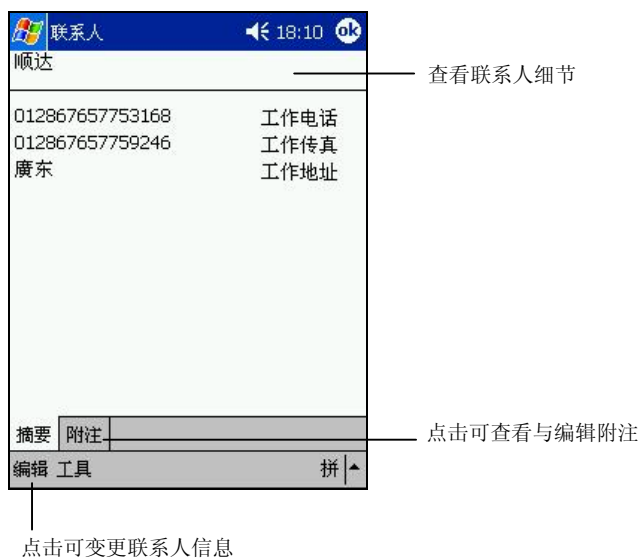 联系人 18:10 ok
顺达
查看联系人细节
012867657753168 工作电话
012867657759246 工作传真
廣东 工作地址
摘要 附注
点击可查看与编辑附注
编辑 工具 拼
点击可变更联系人信息